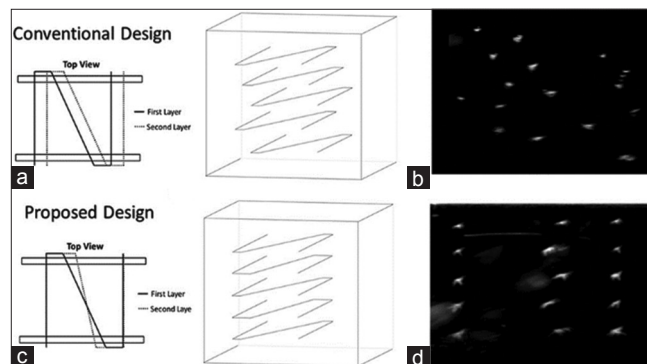 Conventional Design
Top View
First Layer
Second Layer
a
b
Proposed Design
Top View
First Layer
Second Laye
c
d